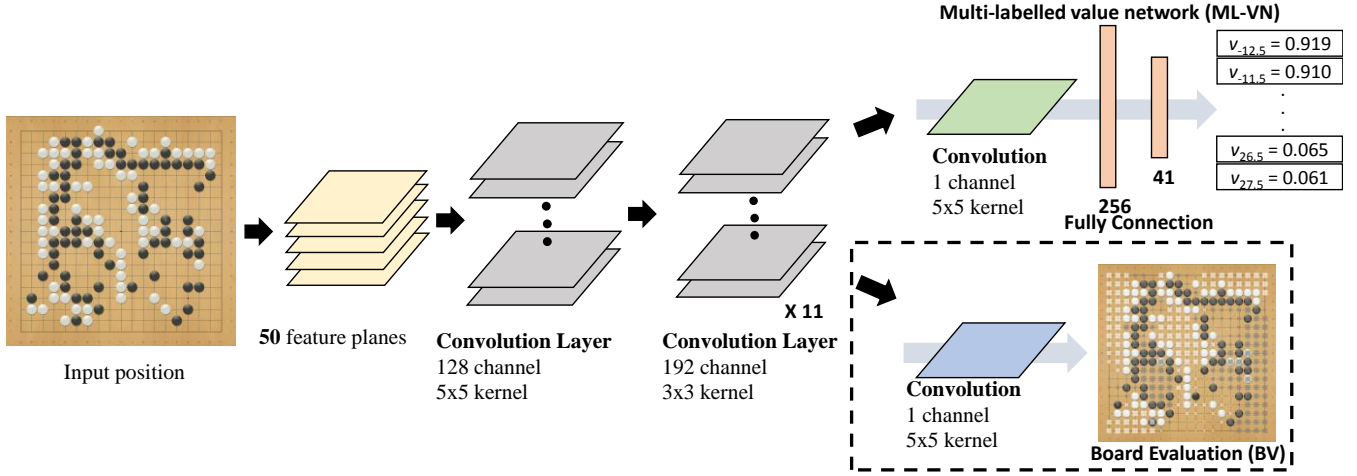 Multi-labelled value network (ML-VN)
v-12.5 = 0.919
v-11.5 = 0.910
.
.
.
v26.5 = 0.065
v27.5 = 0.061
Convolution
1 channel
5x5 kernel
256
41
Fully Connection
Input position
50 feature planes
Convolution Layer
128 channel
5x5 kernel
X 11
Convolution Layer
192 channel
3x3 kernel
Convolution
1 channel
5x5 kernel
Board Evaluation (BV)